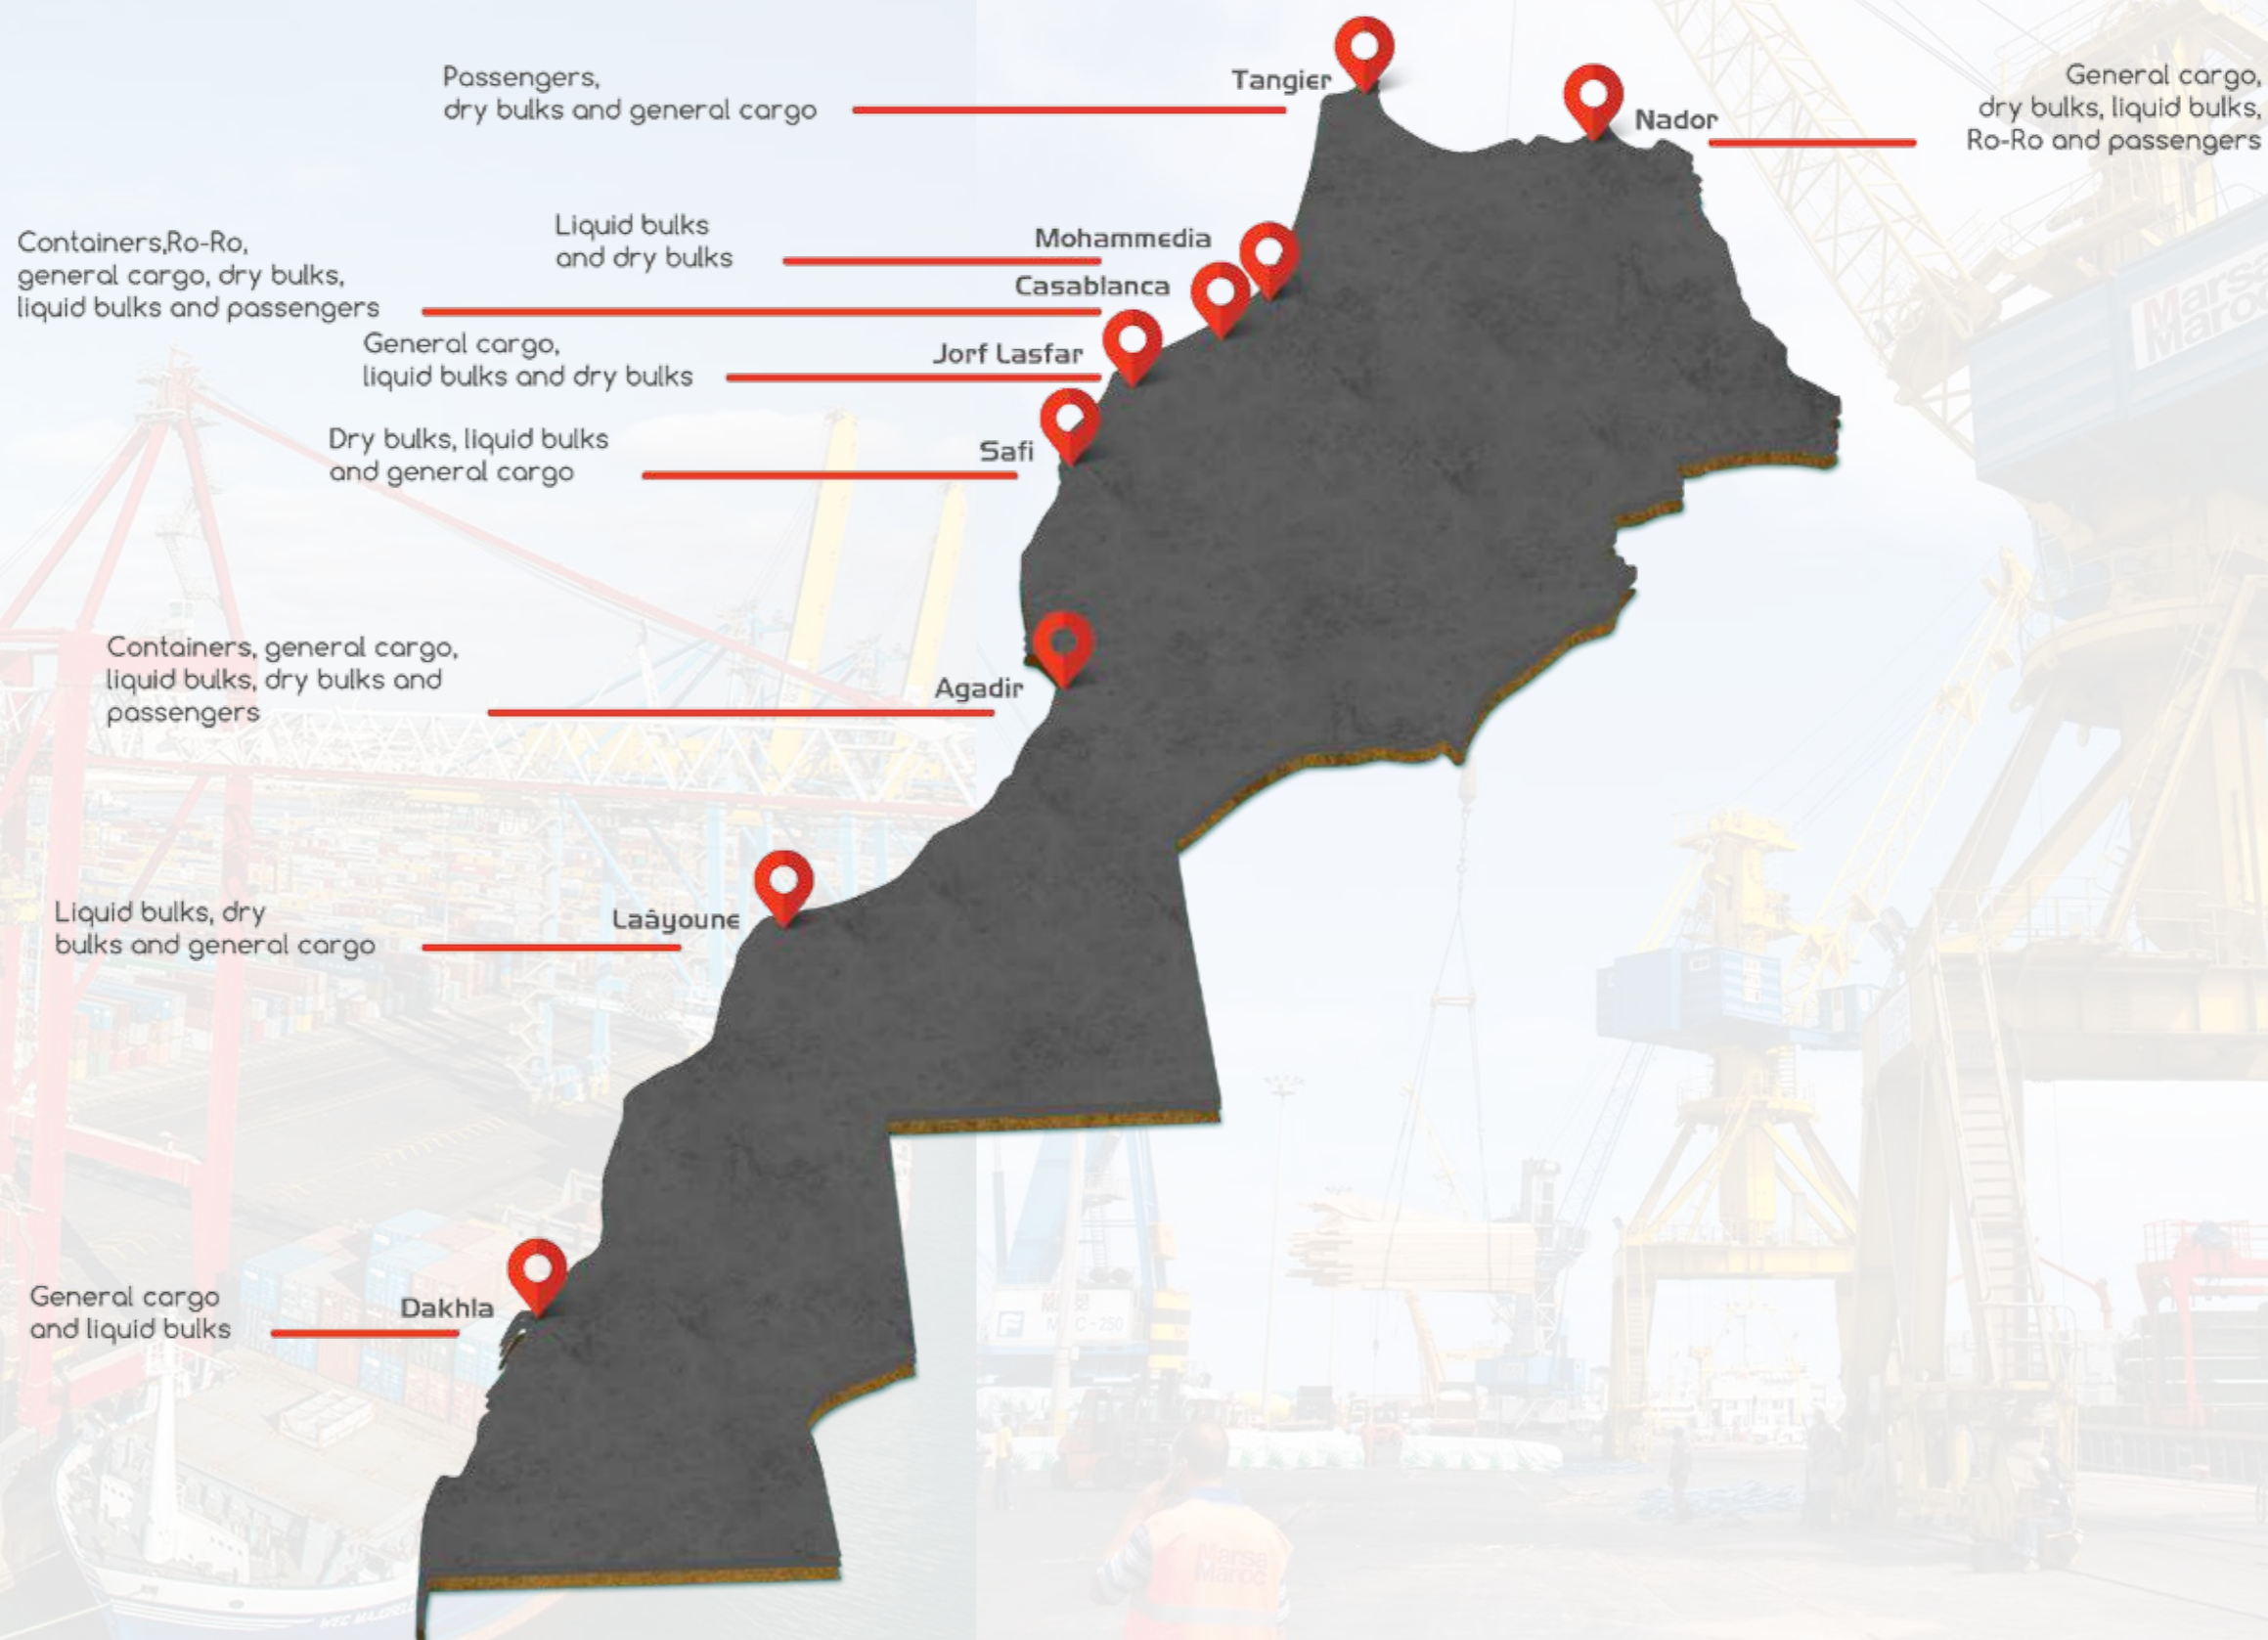 Passengers,
dry bulks and general cargo
Tangier
Nador
General cargo,
dry bulks, liquid bulks,
Ro-Ro and passengers
Liquid bulks
and dry bulks
Mohammedia
Containers,Ro-Ro,
general cargo, dry bulks,
liquid bulks and passengers
Casablanca
General cargo,
liquid bulks and dry bulks
Jorf Lasfar
Dry bulks, liquid bulks
and general cargo
Safi
Containers, general cargo,
liquid bulks, dry bulks and
passengers
Agadir
Liquid bulks, dry
bulks and general cargo
Laâyoune
General cargo
and liquid bulks
Dakhla
Marsa
Maroc
Marsa
Maroc